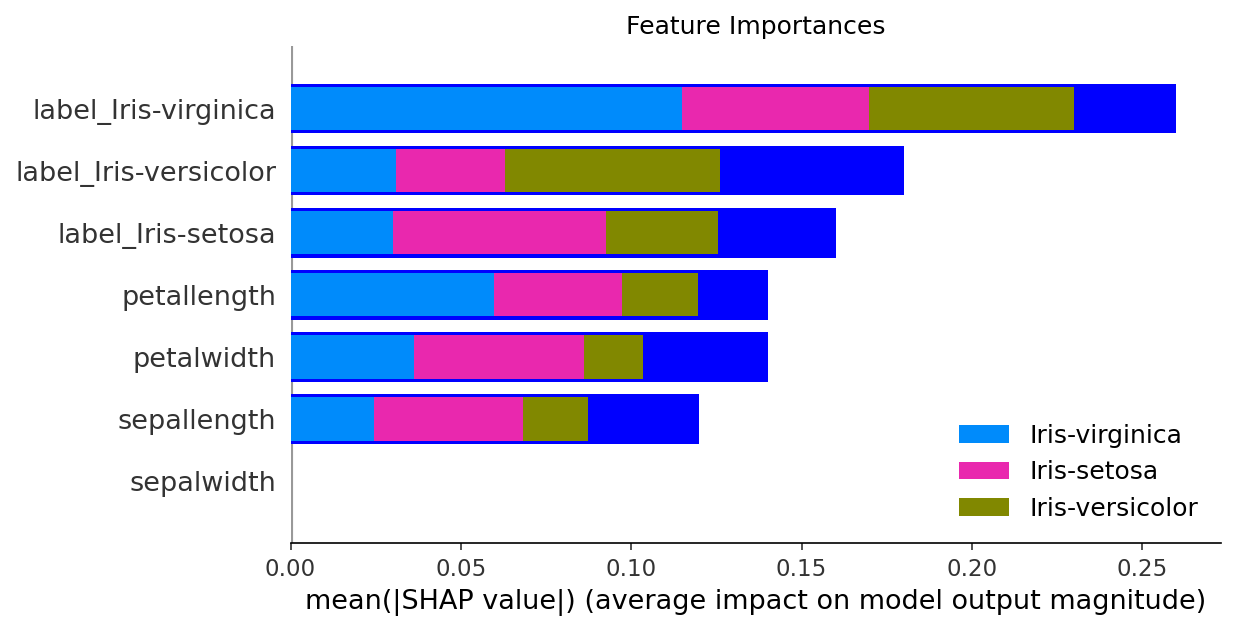 Feature Importances
label_Iris-virginica
label_Iris-versicolor
label_Iris-setosa
petallength
petalwidth
sepallength
sepalwidth
Iris-virginica
Iris-setosa
Iris-versicolor
0.00 0.05 0.10 0.15 0.20 0.25
mean(|SHAP value|) (average impact on model output magnitude)